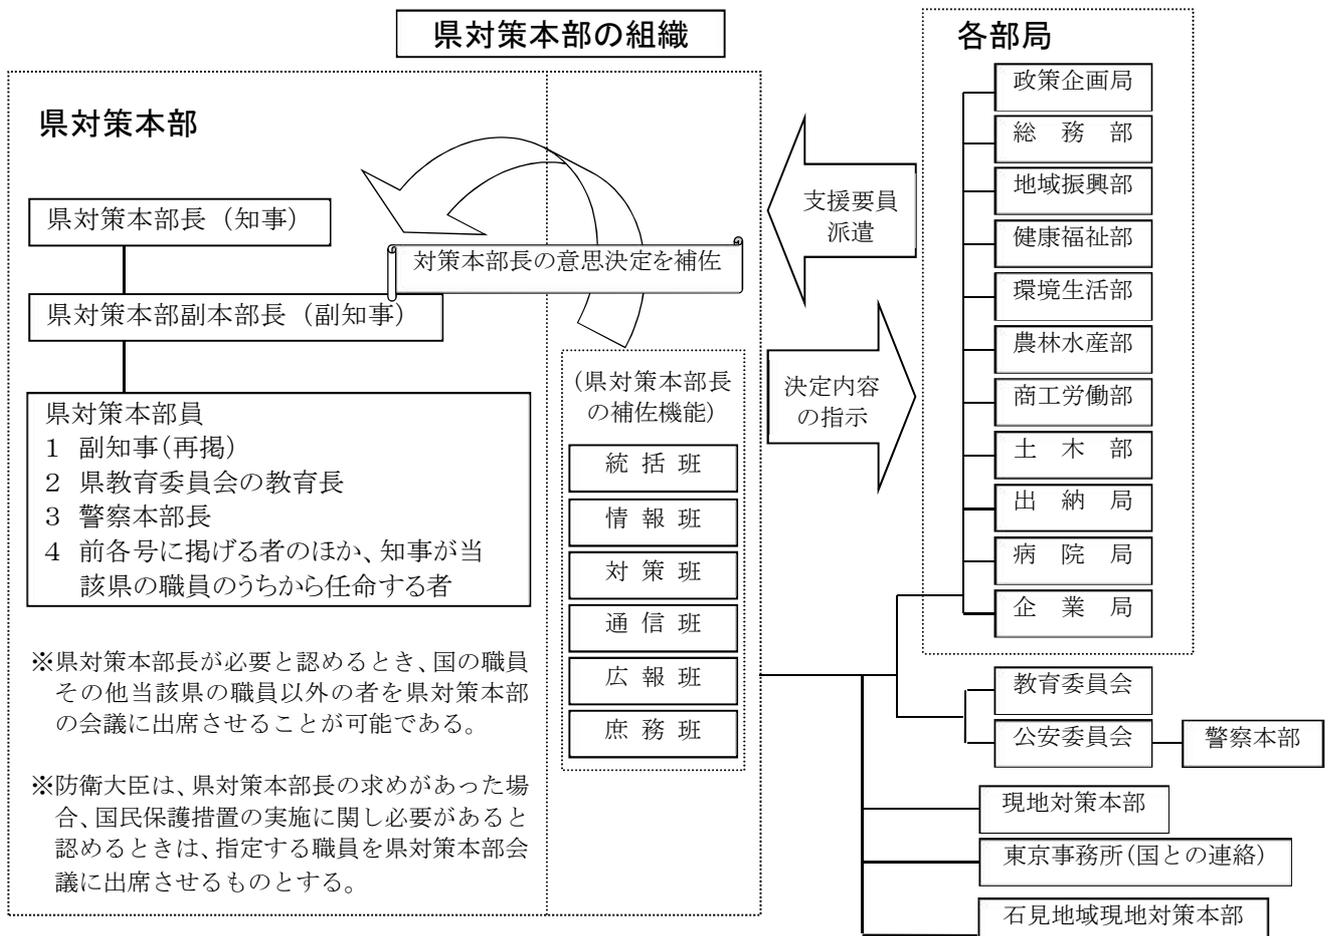 県対策本部の組織
県対策本部
県対策本部長（知事）
対策本部長の意思決定を補佐
県対策本部副本部長（副知事）
県対策本部員
1 副知事（再掲）
2 県教育委員会の教育長
3 警察本部長
4 前各号に掲げる者のほか、知事が当
該県の職員のうちから任命する者
※県対策本部長が必要と認めるとき、国の職員
その他当該県の職員以外の者を県対策本部
の会議に出席させることが可能である。
※防衛大臣は、県対策本部長の求めがあった場
合、国民保護措置の実施に関し必要があると
認めるときは、指定する職員を県対策本部会
議に出席させるものとする。
（県対策本部長
の補佐機能）
統括班
情報班
対策班
通信班
広報班
庶務班
支援要員
派遣
決定内容
の指示
各部局
政策企画局
総務部
地域振興部
健康福祉部
環境生活部
農林水産部
商工労働部
土木部
出納局
病院局
企業局
教育委員会
公安委員会
警察本部
現地対策本部
東京事務所（国との連絡）
石見地域現地対策本部